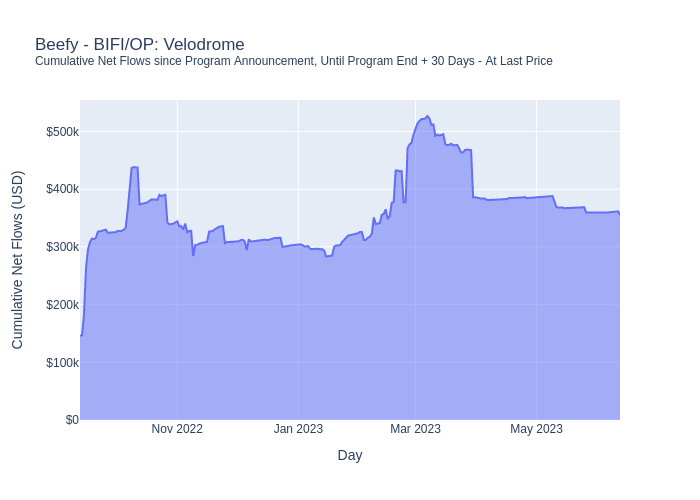 Beefy - BIFI/OP: Velodrome
Cumulative Net Flows since Program Announcement, Until Program End + 30 Days - At Last Price
Cumulative Net Flows (USD)
$500k
$400k
$300k
$200k
$100k
$0
Nov 2022 Jan 2023 Mar 2023 May 2023
Day